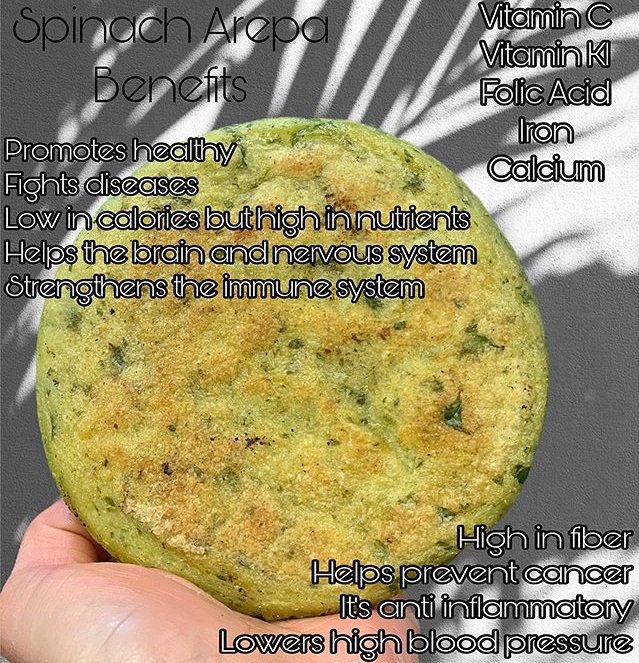 Spinach Arepa
Benefits
Vitamin C
Vitamin K1
Folic Acid
Iron
Calcium
Promotes healthy
Fights diseases
Low in calories but high in nutrients
Helps the brain and nervous system
Strengthens the immune system
High in fiber
Helps prevent cancer
It's anti inflammatory
Lowers high blood pressure